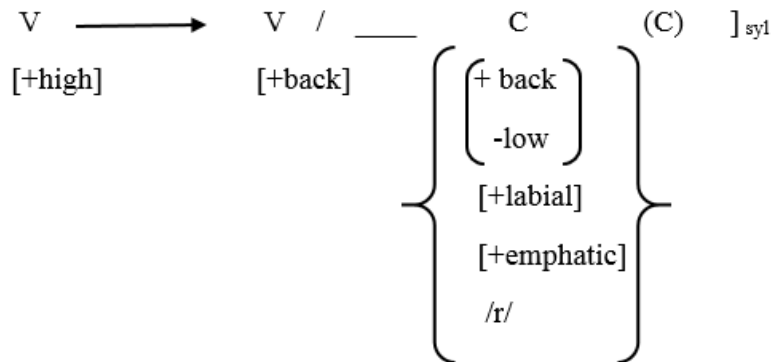 V V / ____ C (C) ] syl
[+high] [+back] + back
-low
[+labial]
[+emphatic]
/r/